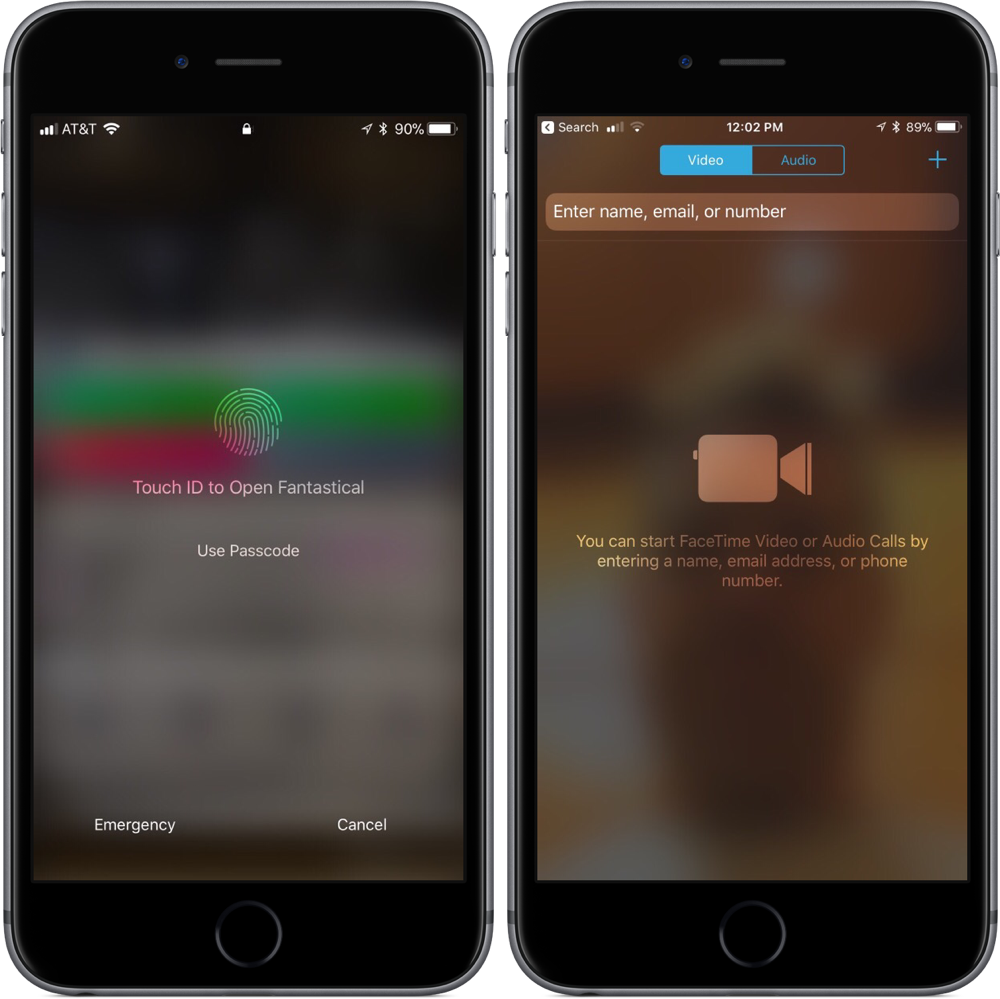 AT&T 90%
Touch ID to Open Fantastical
Use Passcode
Emergency Cancel
Search 12:02 PM 89%
Video Audio +
Enter name, email, or number
You can start FaceTime Video or Audio Calls by
entering a name, email address, or phone
number.